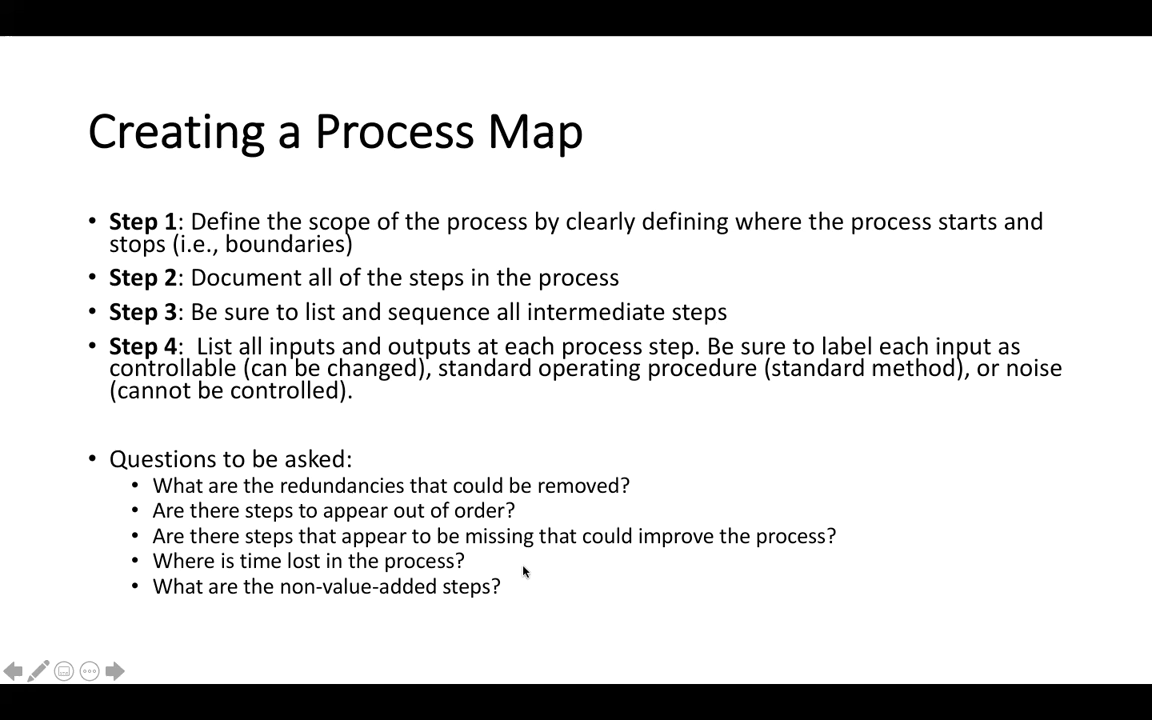 Creating a Process Map
• Step 1: Define the scope of the process by clearly defining where the process starts and
stops (i.e., boundaries)
• Step 2: Document all of the steps in the process
• Step 3: Be sure to list and sequence all intermediate steps
• Step 4:  List all inputs and outputs at each process step. Be sure to label each input as
controllable (can be changed), standard operating procedure (standard method), or noise
(cannot be controlled).
• Questions to be asked:
• What are the redundancies that could be removed?
• Are there steps to appear out of order?
• Are there steps that appear to be missing that could improve the process?
• Where is time lost in the process?
• What are the non-value-added steps?